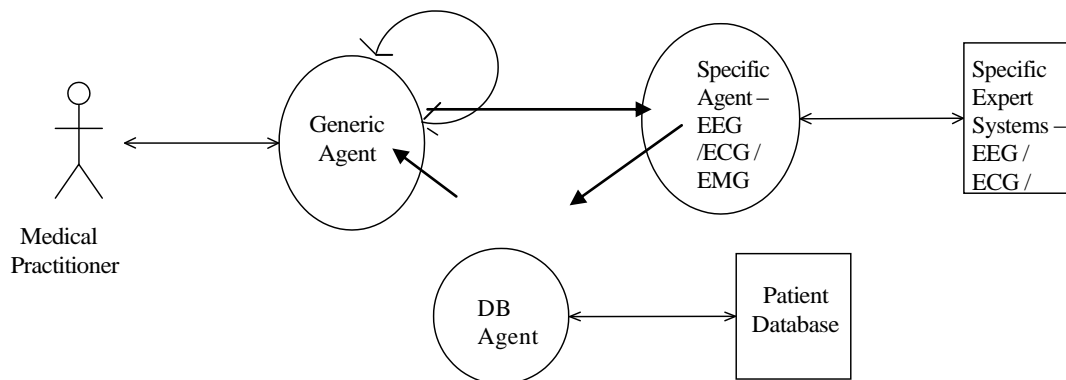 Medical
Practitioner
Generic
Agent
Specific
Agent –
EEG
/ECG /
EMG
Specific
Expert
Systems –
EEG /
ECG /
DB
Agent
Patient
Database